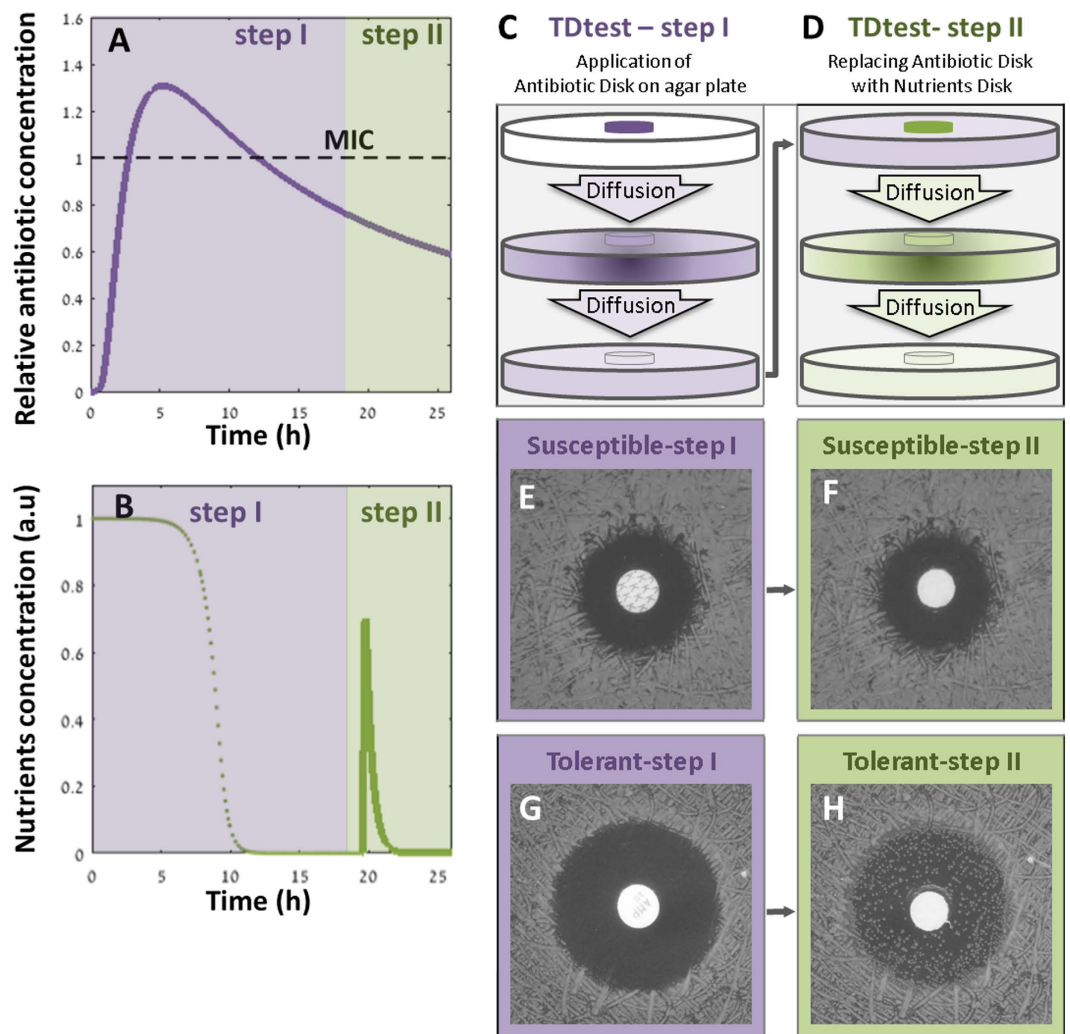 A
step I
step II
Relative antibiotic concentration
1.6
1.4
1.2
1
0.8
0.6
0.4
0.2
0
MIC
0
5
10
15
20
25
Time (h)
B
step I
step II
Nutrients concentration (a.u)
1
0.8
0.6
0.4
0.2
0
0
5
10
15
20
25
Time (h)
C
TDtest – step I
Application of
Antibiotic Disk on agar plate
Diffusion
Diffusion
D
TDtest- step II
Replacing Antibiotic Disk
with Nutrients Disk
Diffusion
Diffusion
Susceptible-step I
E
Susceptible-step II
F
Tolerant-step I
G
AMP
Tolerant-step II
H